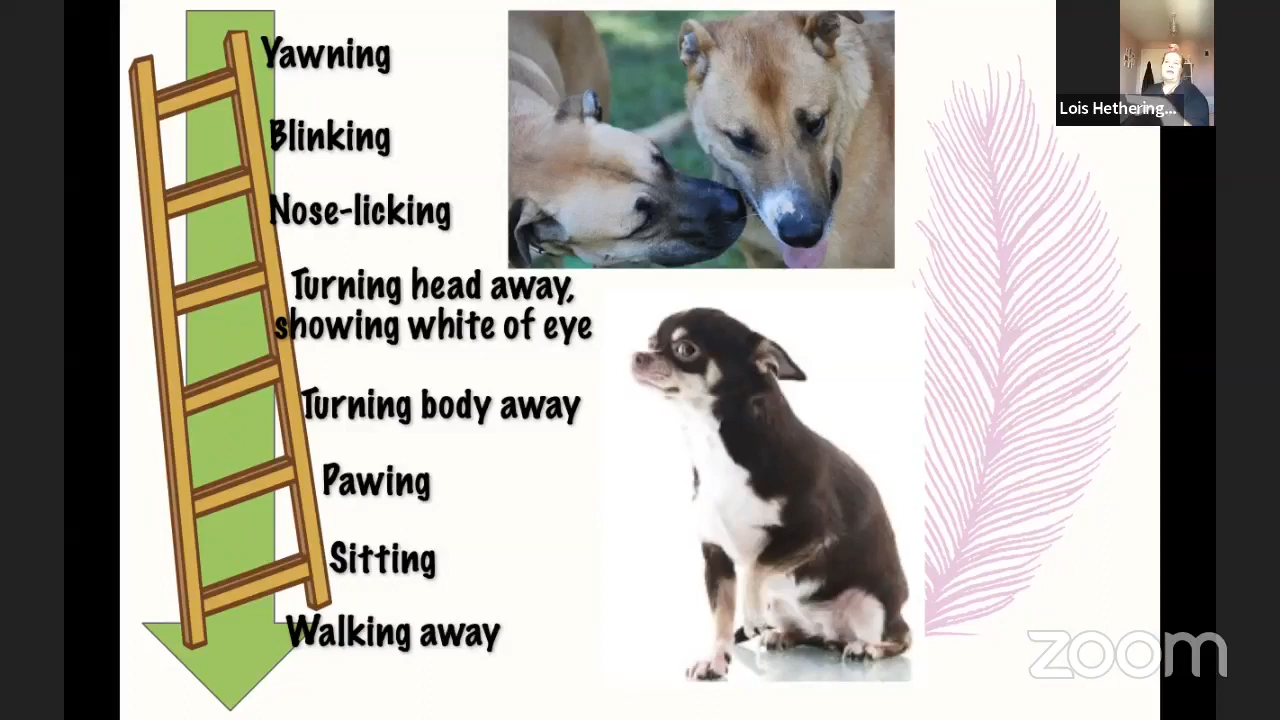 Yawning
Blinking
Nose-licking
Turning head away,
showing white of eye
Turning body away
Pawing
Sitting
Walking away
Lois Hethering...
zoom